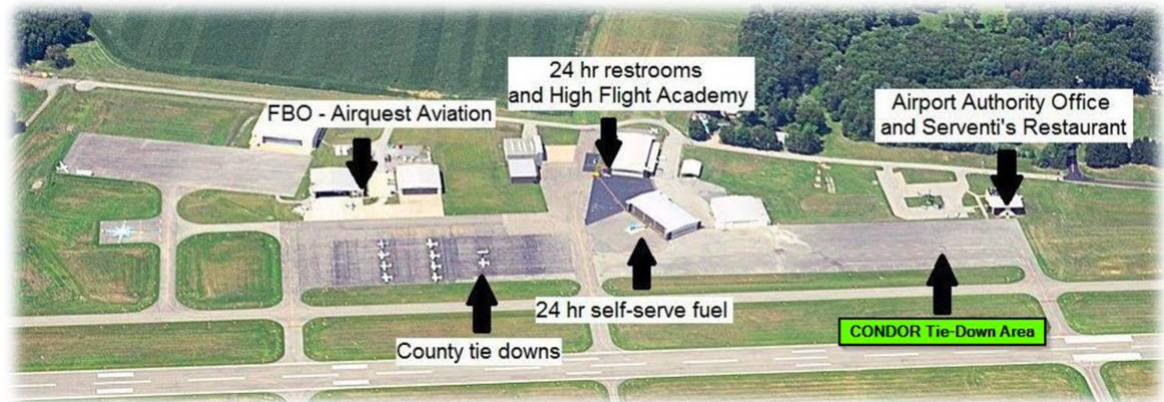 24 hr restrooms
and High Flight Academy
FBO - Airquest Aviation
Airport Authority Office
and Serventi's Restaurant
24 hr self-serve fuel
County tie downs
CONDOR Tie-Down Area